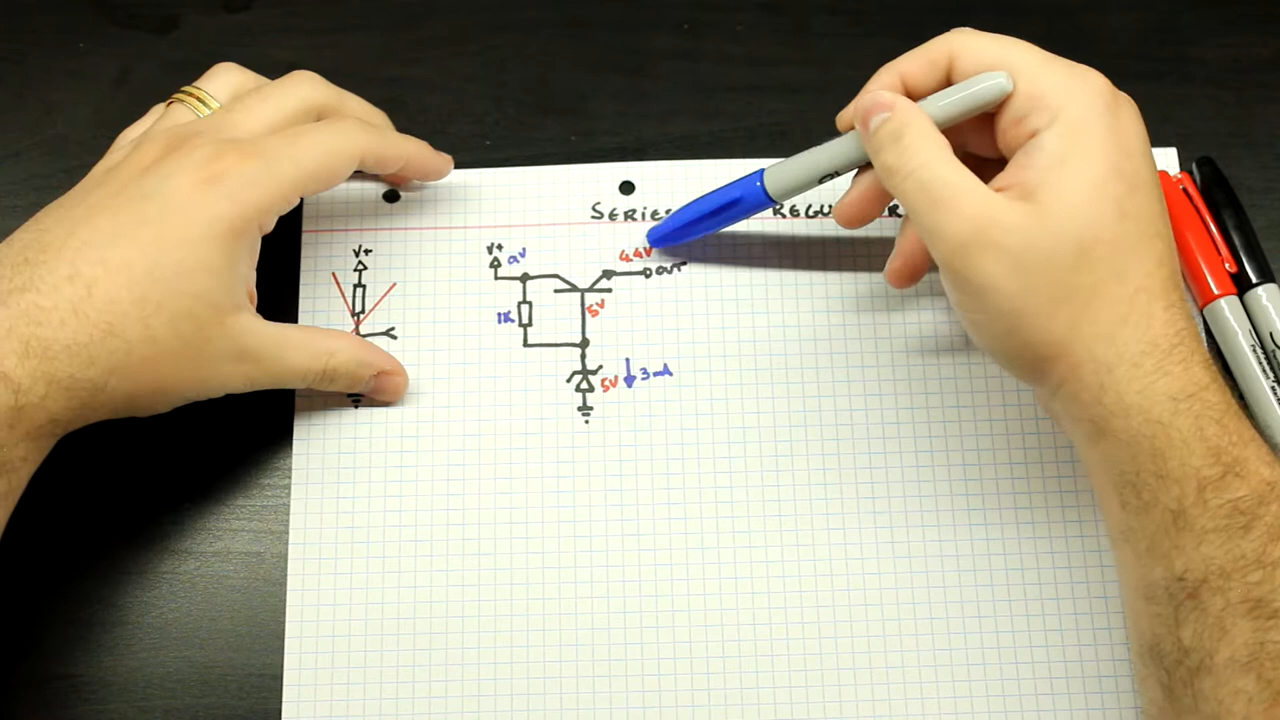 SERIES REGU R
V+
V+ 9V
4.4V
OUT
1K
5V
5V 3mA